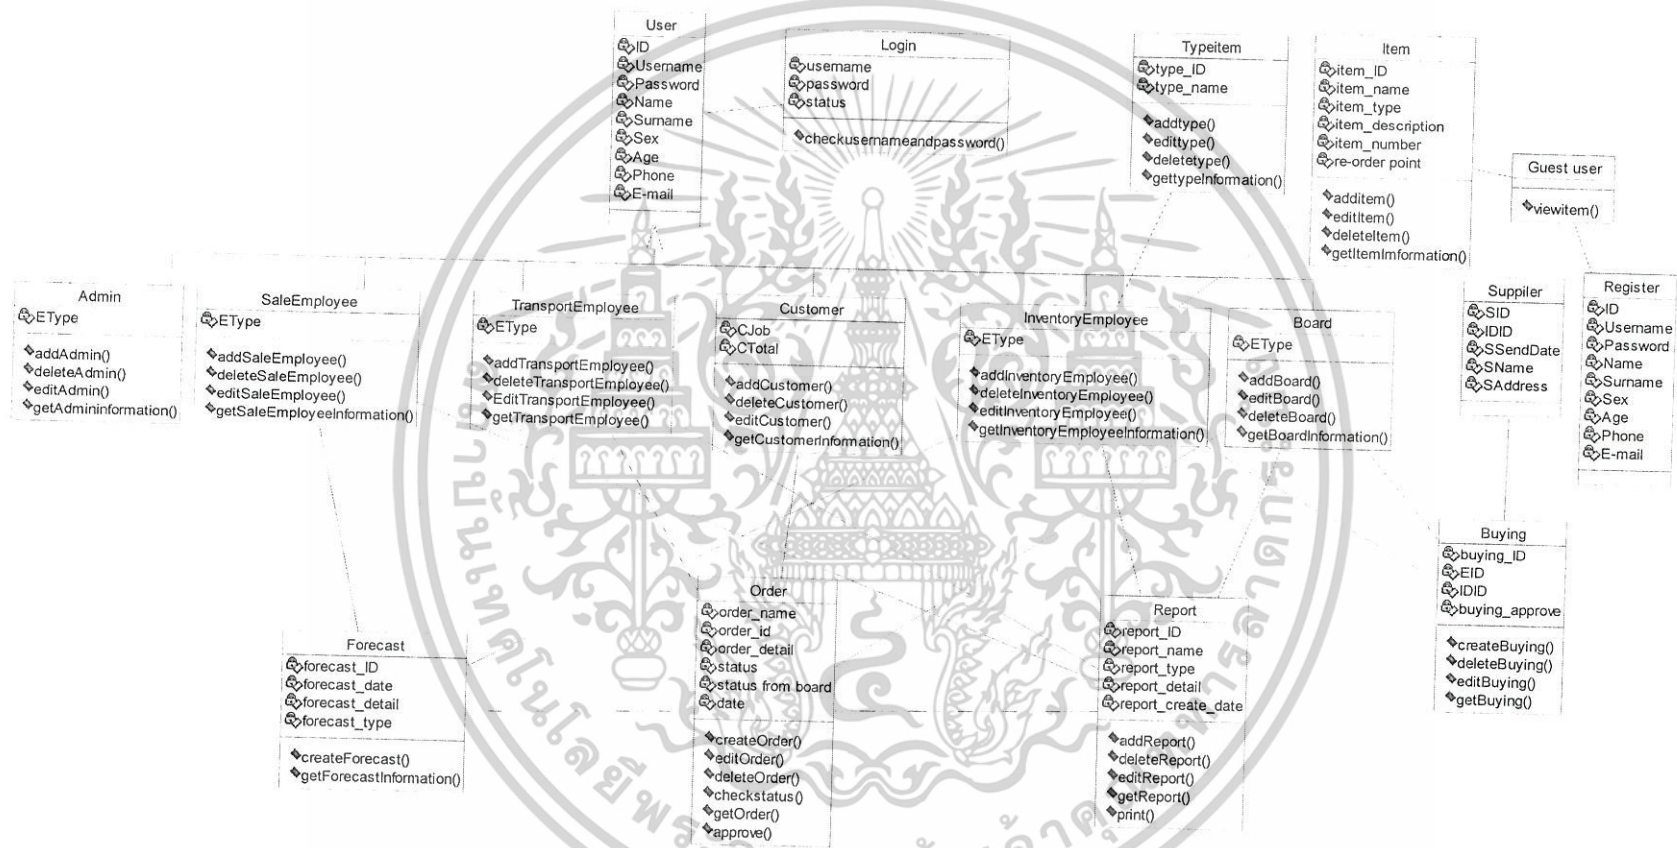 User
ID
Username
Password
Name
Surname
Sex
Age
Phone
E-mail
Login
username
password
status
checkusernameandpassword()
Typeitem
type_ID
type_name
addtype()
edittype()
deletetype()
gettypeInformation()
Item
item_ID
item_name
item_type
item_description
item_number
re-order point
additem()
editItem()
deleteItem()
getItemImformation()
Guest user
viewitem()
Admin
EType
addAdmin()
deleteAdmin()
editAdmin()
getAdmininformation()
SaleEmployee
EType
addSaleEmployee()
deleteSaleEmployee()
editSaleEmployee()
getSaleEmployeeInformation()
TransportEmployee
EType
addTransportEmployee()
deleteTransportEmployee()
EditTransportEmployee()
getTransportEmployee()
Customer
CJob
CTotal
addCustomer()
deleteCustomer()
editCustomer()
getCustomerInformation()
InventoryEmployee
EType
addInventoryEmployee()
deleteInventoryEmployee()
editInventoryEmployee()
getInventoryEmployeeInformation()
Board
EType
addBoard()
editBoard()
deleteBoard()
getBoardInformation()
Suppiler
SID
IDID
SSendDate
SName
SAddress
Register
ID
Username
Password
Name
Surname
Sex
Age
Phone
E-mail
Forecast
forecast_ID
forecast_date
forecast_detail
forecast_type
createForecast()
getForecastInformation()
Order
order_name
order_id
order_detail
status
status from board
date
createOrder()
editOrder()
deleteOrder()
checkstatus()
getOrder()
approve()
Report
report_ID
report_name
report_type
report_detail
report_create_date
addReport()
deleteReport()
editReport()
getReport()
print()
Buying
buying_ID
EID
IDID
buying_approve
createBuying()
deleteBuying()
editBuying()
getBuying()